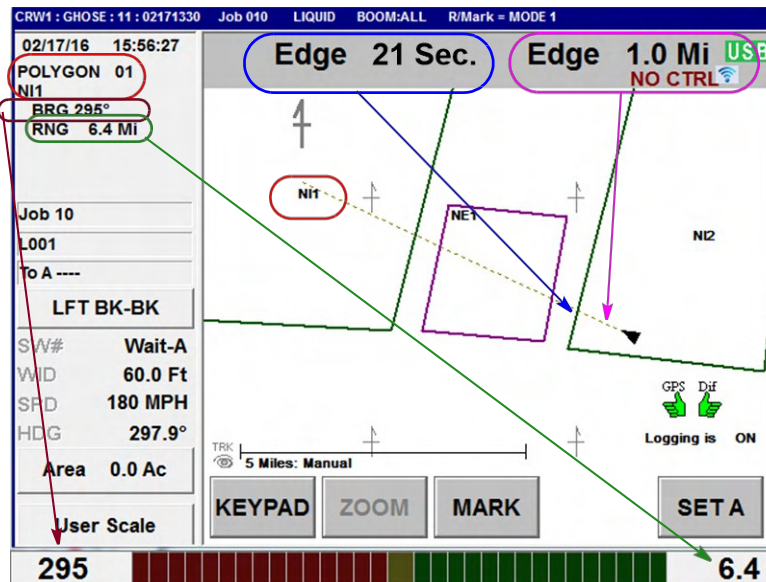 CRW1 : GHOSE : 11 : 02171330 Job 010 LIQUID BOOM:ALL R/Mark = MODE 1
02/17/16 15:56:27
POLYGON 01
NI1
BRG 295°
RNG 6.4 Mi
Edge 21 Sec.
Edge 1.0 Mi
USB
NO CTRL
NI1
NE1
NI2
Job 10
L001
To A ----
LFT BK-BK
SW# Wait-A
WID 60.0 Ft
SPD 180 MPH
HDG 297.9°
Area 0.0 Ac
User Scale
GPS Dif
Logging is ON
TRK
5 Miles: Manual
KEYPAD
ZOOM
MARK
SET A
295
6.4